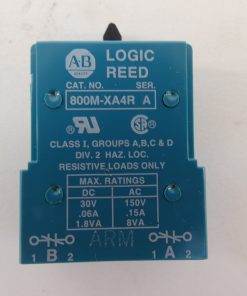 A-B
LOGIC
REED
CAT. NO. SER.
800M-XA4R A
CLASS I, GROUPS A,B,C & D
DIV. 2 HAZ. LOC.
RESISTIVE LOADS ONLY
MAX. RATINGS
DC AC
30V 150V
.06A .15A
1.8VA 8VA
ARM
1 B 2 1 A 2